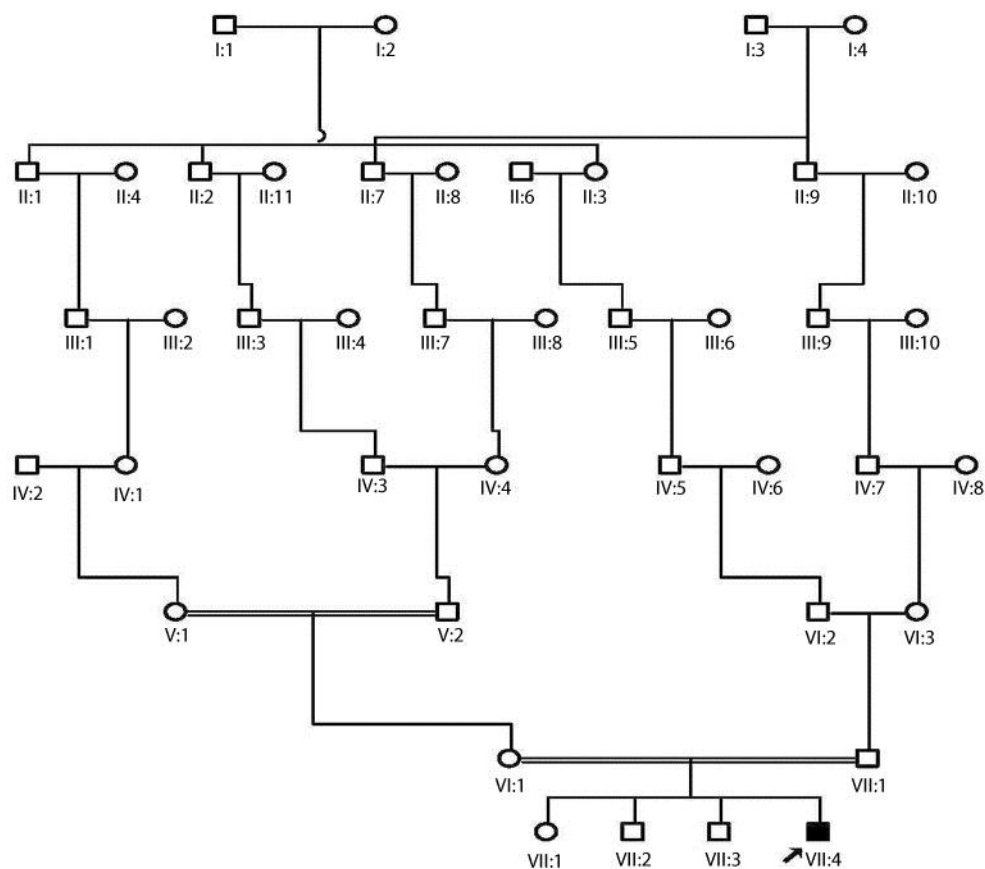 I:1 I:2 I:3 I:4
II:1 II:4 II:2 II:11 II:7 II:8 II:6 II:3 II:9 II:10
III:1 III:2 III:3 III:4 III:7 III:8 III:5 III:6 III:9 III:10
IV:2 IV:1 IV:3 IV:4 IV:5 IV:6 IV:7 IV:8
V:1 V:2 VI:2 VI:3
VI:1 VII:1
VII:1 VII:2 VII:3 VII:4